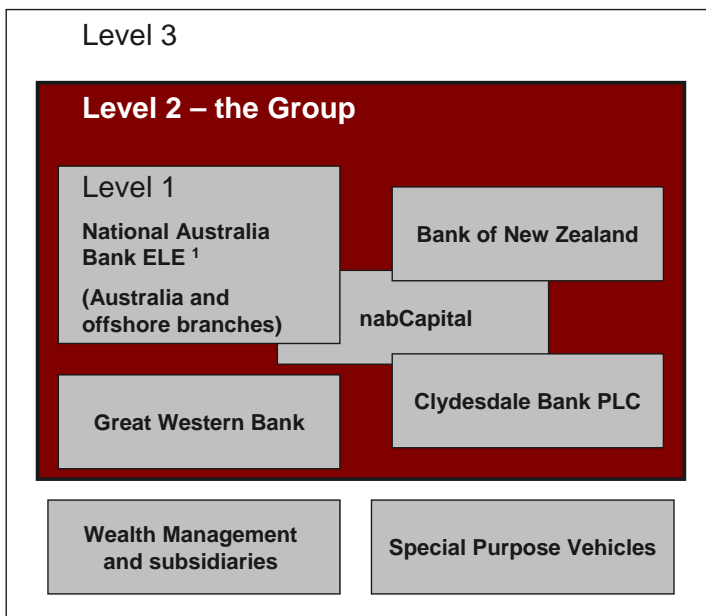 Level 3
Level 2 – the Group
Level 1
National Australia
Bank ELE ¹
(Australia and
offshore branches)
Bank of New Zealand
nabCapital
Clydesdale Bank PLC
Great Western Bank
Wealth Management
and subsidiaries
Special Purpose Vehicles